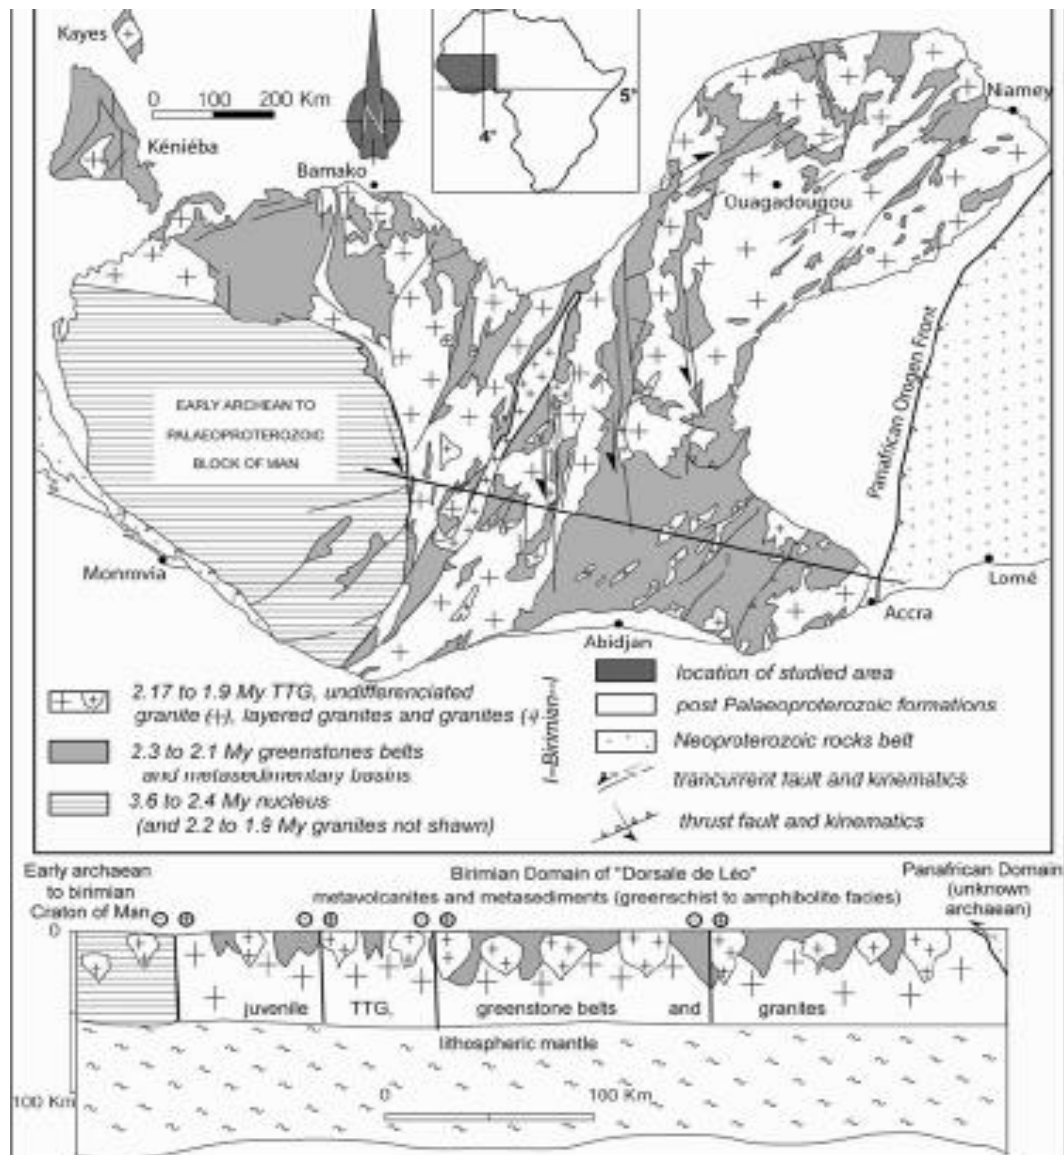 Kayes
0 100 200 Km
Kéniéba
Bamako
N
5°
4°
Niamey
Ouagadougou
Panafrican Orogen Front
EARLY ARCHEAN TO
PALAEOPROTEROZOIC
BLOCK OF MAN
Monrovia
Abidjan
Accra
Lomé
2.17 to 1.9 My TTG, undifferenciated
granite (+), layered granites and granites (+)
2.3 to 2.1 My greenstones belts
and metasedimentary basins
3.6 to 2.4 My nucleus
(and 2.2 to 1.9 My granites not shawn)
I--Birimian--I
location of studied area
post Palaeoproterozoic formations
Neoproterozoic rocks belt
trancurrent fault and kinematics
thrust fault and kinematics
Early archaean
to birimian
Craton of Man
Birimian Domain of "Dorsale de Léo"
metavolcanites and metasediments (greenschist to amphibolite facies)
Panafrican Domain
(unknown
archaean)
0
juvenile TTG, greenstone belts and granites
lithospheric mantle
100 Km
0 100 Km